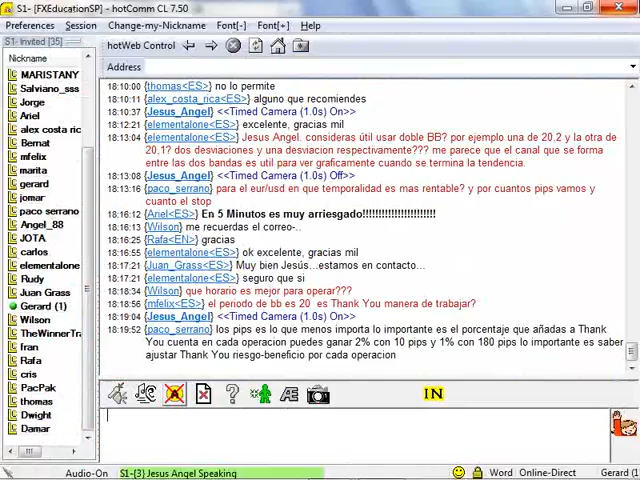 S1- [FXEducationSP] - hotComm CL 7.50
Preferences Session Change-my-Nickname Font[-] Font[+] Help
S1- Invited [35]
Nickname
MARISTANY
Salviano_sss
Jorge
Ariel
alex costa ric
Bernat
mfelix
marita
gerard
jomar
paco serrano
Angel_88
JOTA
carlos
elementalone
Rudy
Juan Grass
Gerard (1)
Wilson
TheWinnerTra
fran
Rafa
cris
PacPak
thomas
Dwight
Damar
hotWeb Control
Address
18:10:00 {thomas<ES>} no lo permite
18:10:11 {alex_costa_rica<ES>} alguno que recomiendes
18:10:37 {Jesus_Angel} <<Timed Camera (1.0s) On>>
18:12:21 {elementalone<ES>} excelente, gracias mil
18:13:04 {elementalone<ES>} Jesus Angel. consideras útil usar doble BB? por ejemplo una de 20,2 y la otra de
20,1? dos desviaciones y una desviacion respectivamente??? me parece que el canal que se forma
entre las dos bandas es util para ver graficamente cuando se termina la tendencia.
18:13:08 {Jesus_Angel} <<Timed Camera (1.0s) Off>>
18:13:16 {paco_serrano} para el eur/usd en que temporalidad es mas rentable? y por cuantos pips vamos y
cuanto el stop
18:16:12 {Ariel<ES>} En 5 Minutos es muy arriesgado!!!!!!!!!!!!!!!!!!!!!!
18:16:13 {Wilson} me recuerdas el correo-..
18:16:25 {Rafa<EN>} gracias
18:16:55 {elementalone<ES>} ok excelente, gracias mil
18:17:21 {Juan_Grass<ES>} Muy bien Jesús...estamos en contacto...
18:17:21 {elementalone<ES>} seguro que si
18:18:34 {Wilson} que horario es mejor para operar???
18:18:56 {mfelix<ES>} el periodo de bb es 20 es Thank You manera de trabajar?
18:19:04 {Jesus_Angel} <<Timed Camera (1.0s) On>>
18:19:52 {paco_serrano} los pips es lo que menos importa lo importante es el porcentaje que añadas a Thank
You cuenta en cada operacion puedes ganar 2% con 10 pips y 1% con 180 pips lo importante es saber
ajustar Thank You riesgo-beneficio por cada operacion
IN
Audio-On S1-{3} Jesus Angel Speaking Word Online-Direct Gerard (1